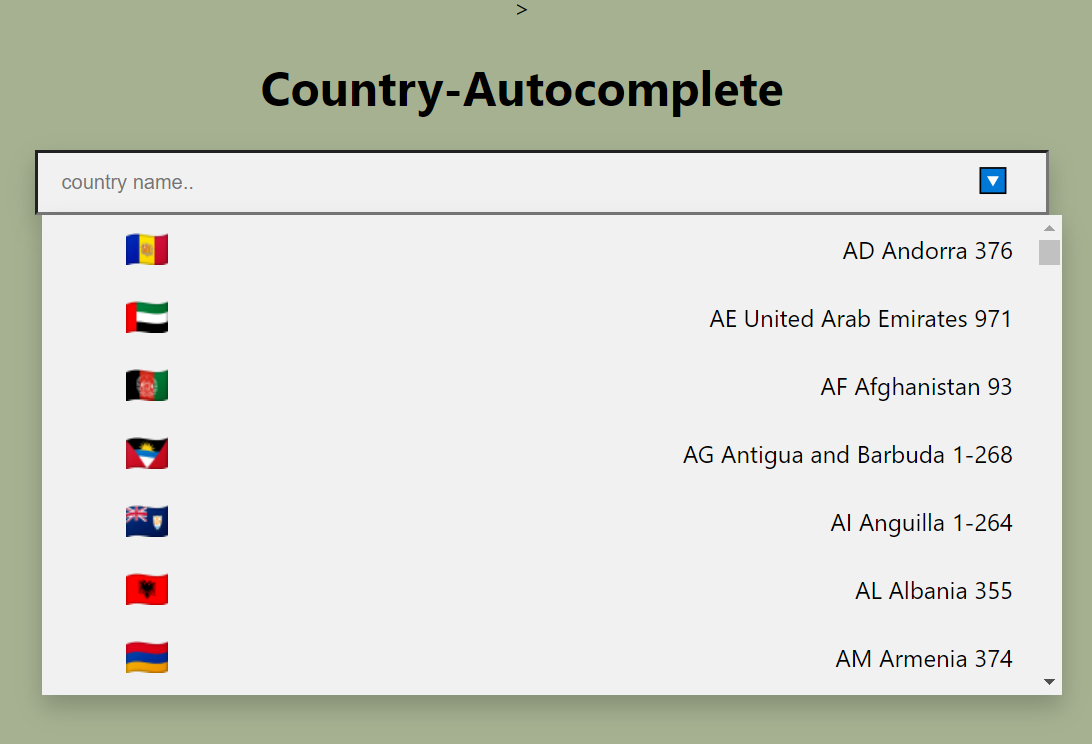 >
Country-Autocomplete
country name..
AD Andorra 376
AE United Arab Emirates 971
AF Afghanistan 93
AG Antigua and Barbuda 1-268
AI Anguilla 1-264
AL Albania 355
AM Armenia 374